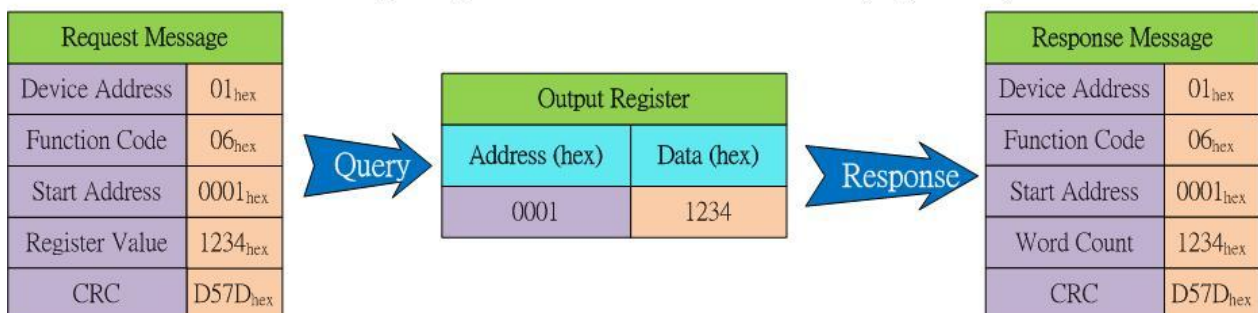 Request Message
Device Address 01hex
Function Code 06hex
Start Address 0001hex
Register Value 1234hex
CRC D57Dhex
Query
Output Register
Address (hex) Data (hex)
0001 1234
Response
Response Message
Device Address 01hex
Function Code 06hex
Start Address 0001hex
Word Count 1234hex
CRC D57Dhex